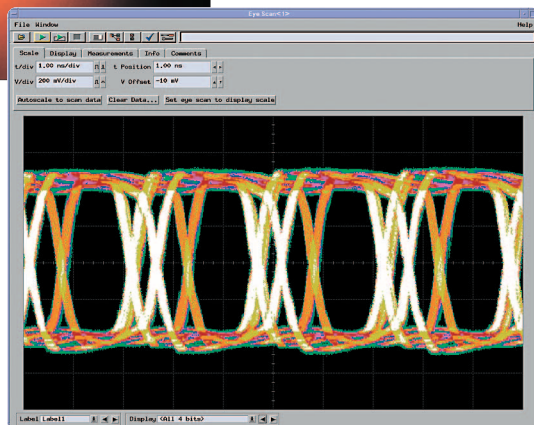 Eye Scan<1>
File Window Help
Scale Display Measurements Info Comments
t/div 1.00 ns/div t Position 1.00 ns
V/div 200 mV/div V Offset -10 mV
Autoscale to scan data Clear Data... Set eye scan to display scale
Label Label1 Display <All 4 bits>